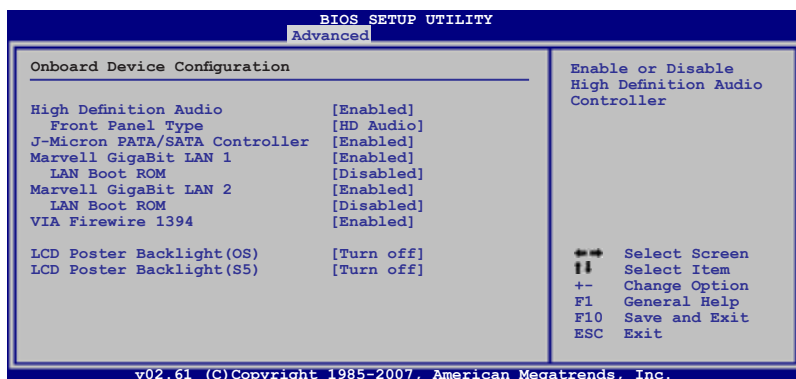 BIOS SETUP UTILITY
Advanced
Onboard Device Configuration
High Definition Audio [Enabled]
Front Panel Type [HD Audio]
J-Micron PATA/SATA Controller [Enabled]
Marvell GigaBit LAN 1 [Enabled]
LAN Boot ROM [Disabled]
Marvell GigaBit LAN 2 [Enabled]
LAN Boot ROM [Disabled]
VIA Firewire 1394 [Enabled]
LCD Poster Backlight(OS) [Turn off]
LCD Poster Backlight(S5) [Turn off]
Enable or Disable
High Definition Audio
Controller
Select Screen
Select Item
+- Change Option
F1 General Help
F10 Save and Exit
ESC Exit
v02.61 (C)Copyright 1985-2007, American Megatrends, Inc.